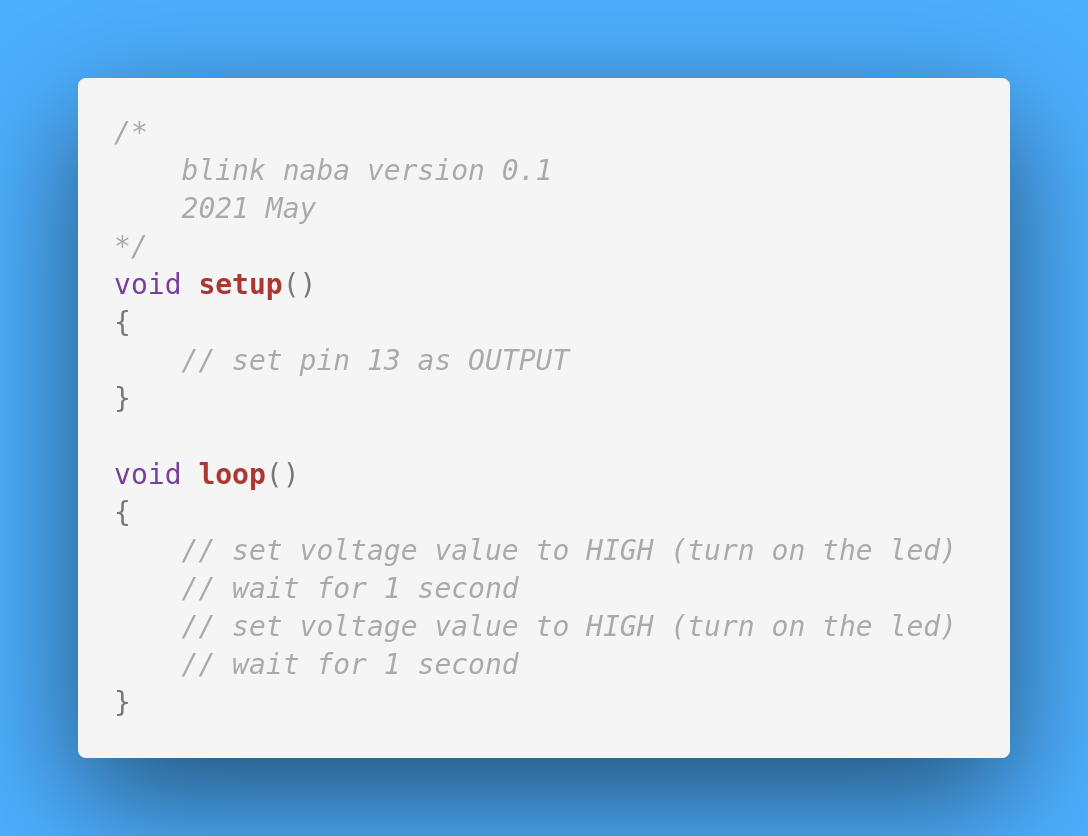 /*
    blink naba version 0.1
    2021 May
*/
void setup()
{
    // set pin 13 as OUTPUT
}

void loop()
{
    // set voltage value to HIGH (turn on the led)
    // wait for 1 second
    // set voltage value to HIGH (turn on the led)
    // wait for 1 second
}